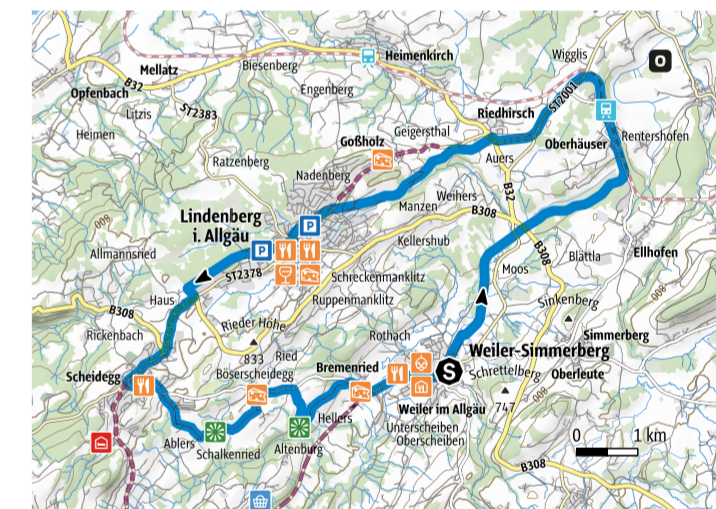 Wigglis
Heimenkirch
O
Biesenberg
Mellatz
B32
Opfenbach
Engenberg
ST2001
ST2383
Litzis
Riedhirsch
Heimen
Geigersthal
Rentershofen
Goßholz
Oberhäuser
Ratzenberg
Auers
Nadenberg
B32
Weihers
Manzen
B308
Lindenberg
i. Allgäu
P
P
Kellershub
B308
Ellhofen
800
Allmannsried
Blättla
Moos
ST2378
Schreckenmanklitz
800
Haus
Ruppenmanklitz
Sinkenberg
B308
Rieder Höhe
Rickenbach
Rothach
Simmerberg
833
Ried
Weiler-Simmerberg
Bremenried
S
Scheidegg
Böserscheidegg
Schrettelberg
Oberleute
747
800
Weiler im Allgäu
Hellers
Unterscheiben
0 1 km
Ablers
Oberscheiben
Altenburg
Schalkenried
B308